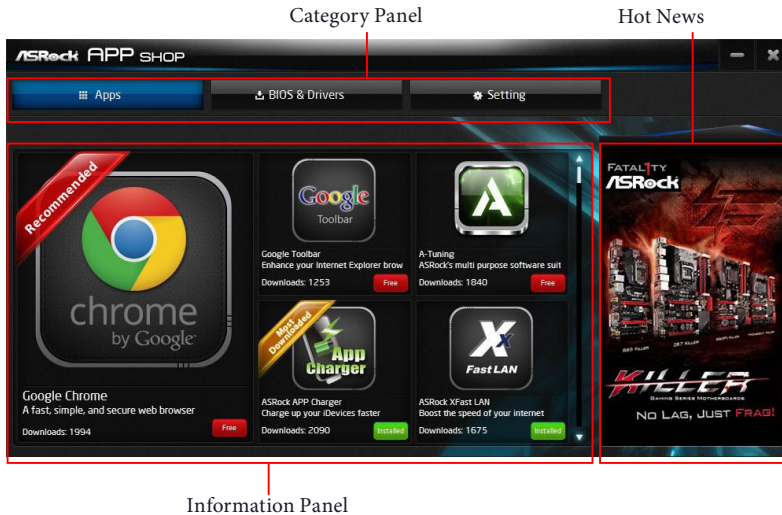 Category Panel
Hot News
ASRock APP SHOP
Apps
BIOS & Drivers
Setting
Recommended
chrome
by Google
Google Chrome
A fast, simple, and secure web browser
Downloads: 1994
Free
Google
Toolbar
Google Toolbar
Enhance your Internet Explorer brow
Downloads: 1253
Free
A-Tuning
ASRock's multi purpose software suit
Downloads: 1840
Free
Most
Downloaded
App
Charger
ASRock APP Charger
Charge up your iDevices faster
Downloads: 2090
Installed
Fast LAN
ASRock XFast LAN
Boost the speed of your internet
Downloads: 1675
Installed
FATAL1TY
ASRock
KILLER
GAMING SERIES MOTHERBOARDS
NO LAG, JUST FRAG!
Information Panel